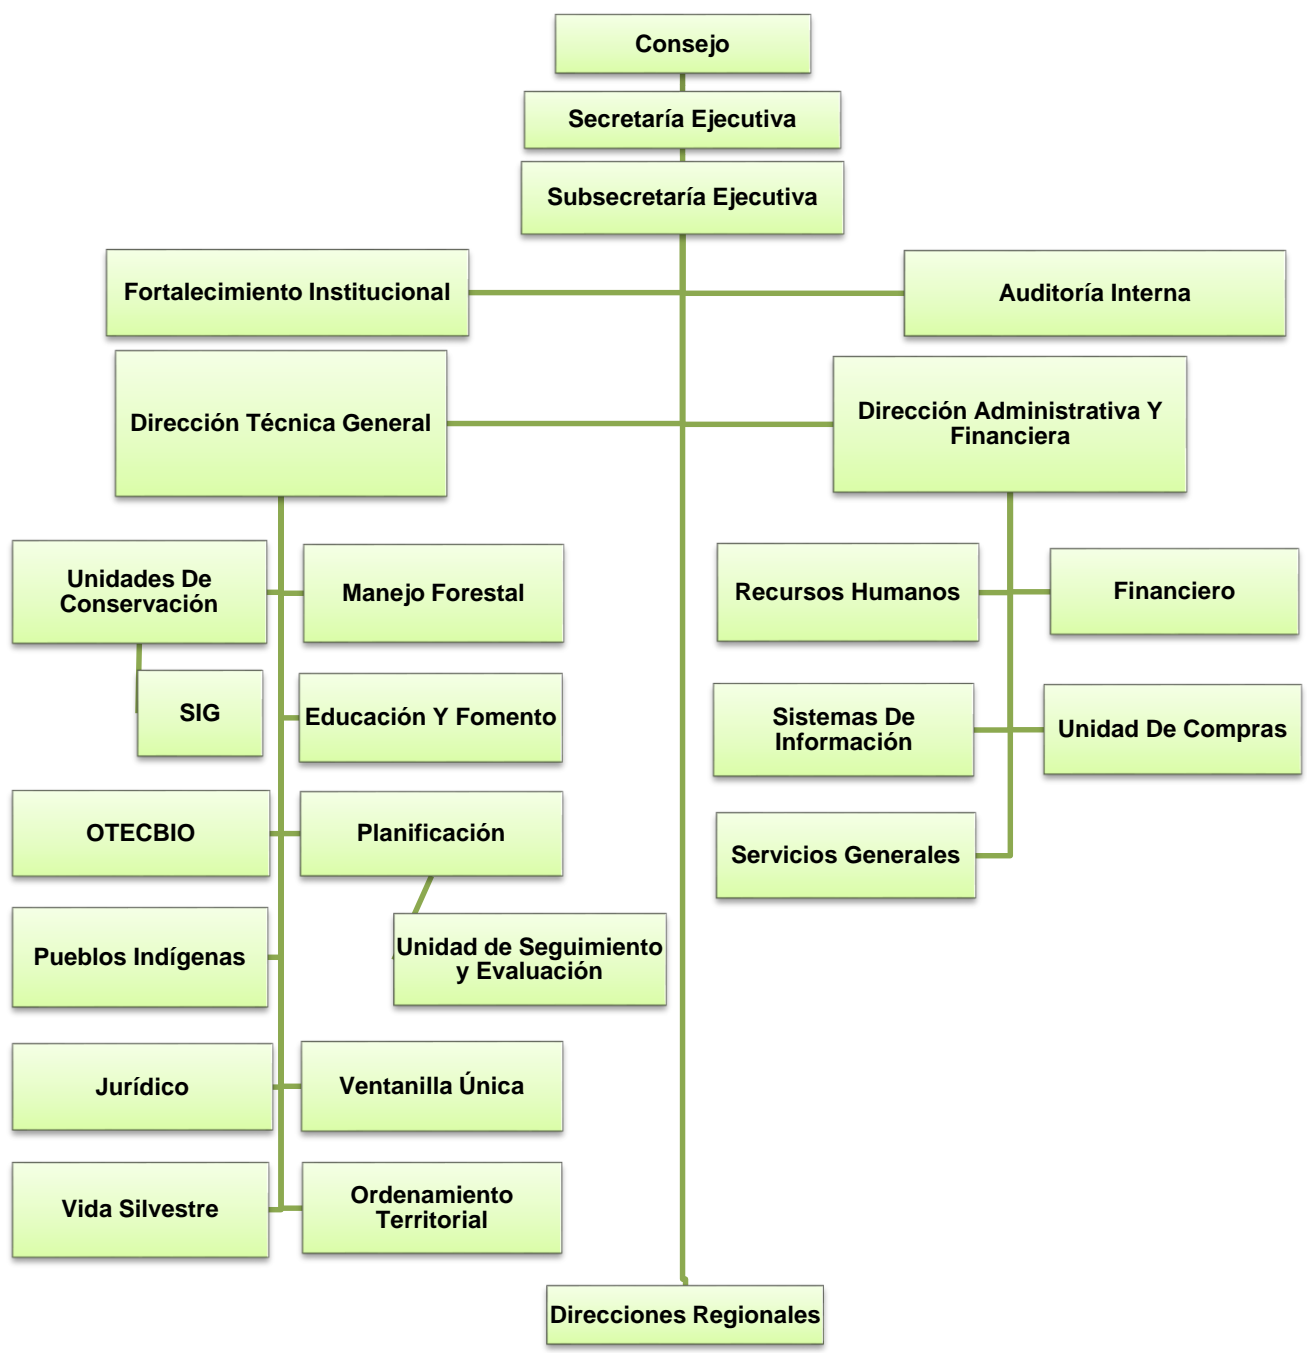 Consejo
Secretaría Ejecutiva
Subsecretaría Ejecutiva
Fortalecimiento Institucional
Auditoría Interna
Dirección Técnica General
Dirección Administrativa Y
Financiera
Unidades De
Conservación
Manejo Forestal
Recursos Humanos
Financiero
SIG
Educación Y Fomento
Sistemas De
Información
Unidad De Compras
OTECBIO
Planificación
Servicios Generales
Pueblos Indígenas
Unidad de Seguimiento
y Evaluación
Jurídico
Ventanilla Única
Vida Silvestre
Ordenamiento
Territorial
Direcciones Regionales